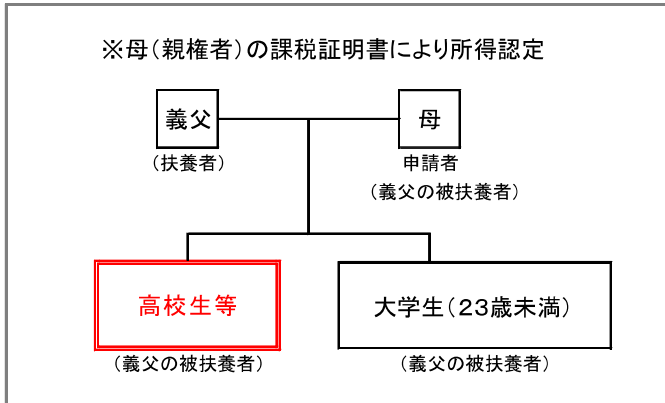 ※母（親権者）の課税証明書により所得認定
義父
母
（扶養者）
申請者
（義父の被扶養者）
高校生等
大学生（２３歳未満）
（義父の被扶養者）
（義父の被扶養者）